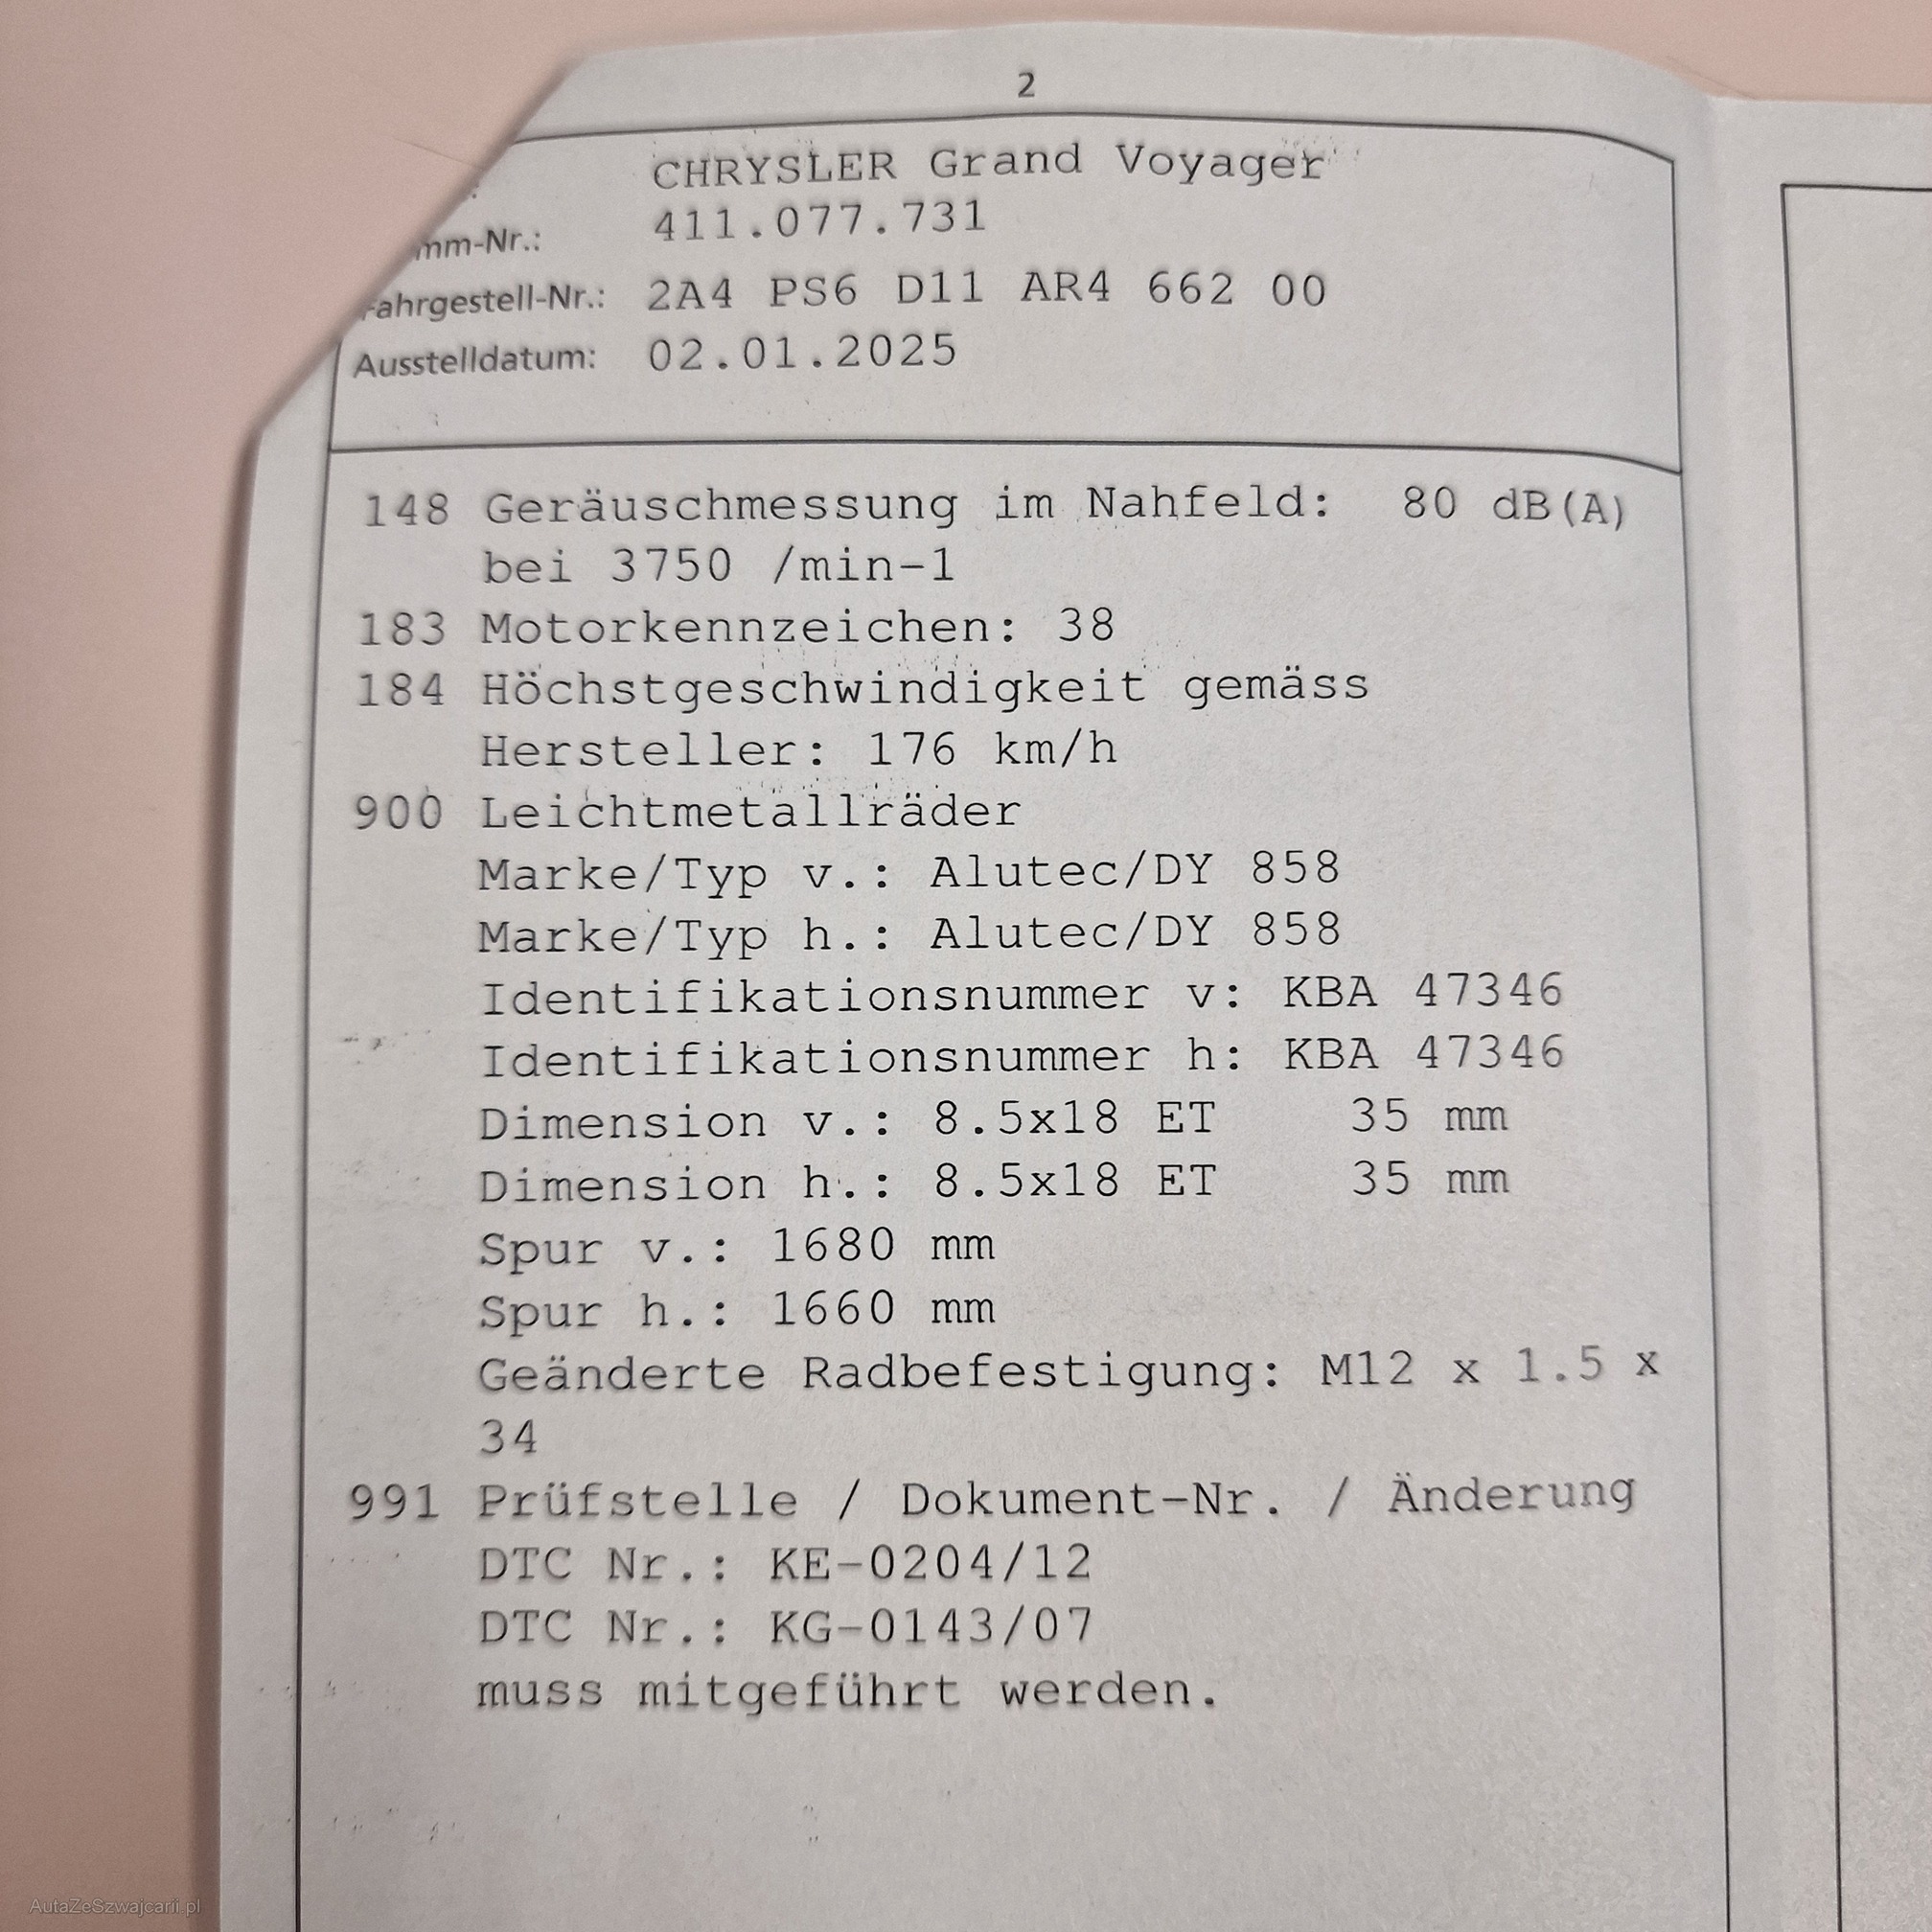 2
CHRYSLER Grand Voyager
mm-Nr.: 411.077.731
Fahrgestell-Nr.: 2A4 PS6 D11 AR4 662 00
Ausstelldatum: 02.01.2025
148 Geräuschmessung im Nahfeld: 80 dB(A)
bei 3750 /min-1
183 Motorkennzeichen: 38
184 Höchstgeschwindigkeit gemäss
Hersteller: 176 km/h
900 Leichtmetallräder
Marke/Typ v.: Alutec/DY 858
Marke/Typ h.: Alutec/DY 858
Identifikationsnummer v: KBA 47346
Identifikationsnummer h: KBA 47346
Dimension v.: 8.5x18 ET 35 mm
Dimension h.: 8.5x18 ET 35 mm
Spur v.: 1680 mm
Spur h.: 1660 mm
Geänderte Radbefestigung: M12 x 1.5 x
34
991 Prüfstelle / Dokument-Nr. / Änderung
DTC Nr.: KE-0204/12
DTC Nr.: KG-0143/07
muss mitgeführt werden.
AutaZeSzwajcarii.pl